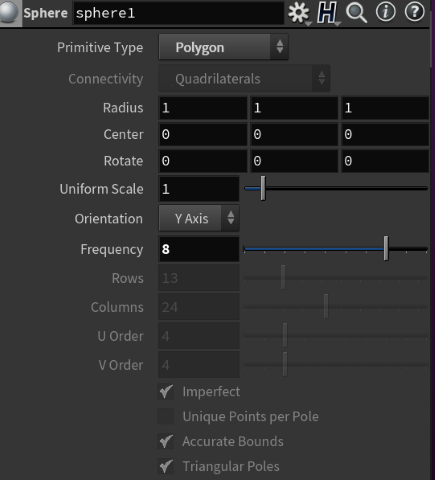 Sphere sphere1
Primitive Type Polygon
Connectivity Quadrilaterals
Radius 1 1 1
Center 0 0 0
Rotate 0 0 0
Uniform Scale 1
Orientation Y Axis
Frequency 8
Rows 13
Columns 24
U Order 4
V Order 4
Imperfect
Unique Points per Pole
Accurate Bounds
Triangular Poles